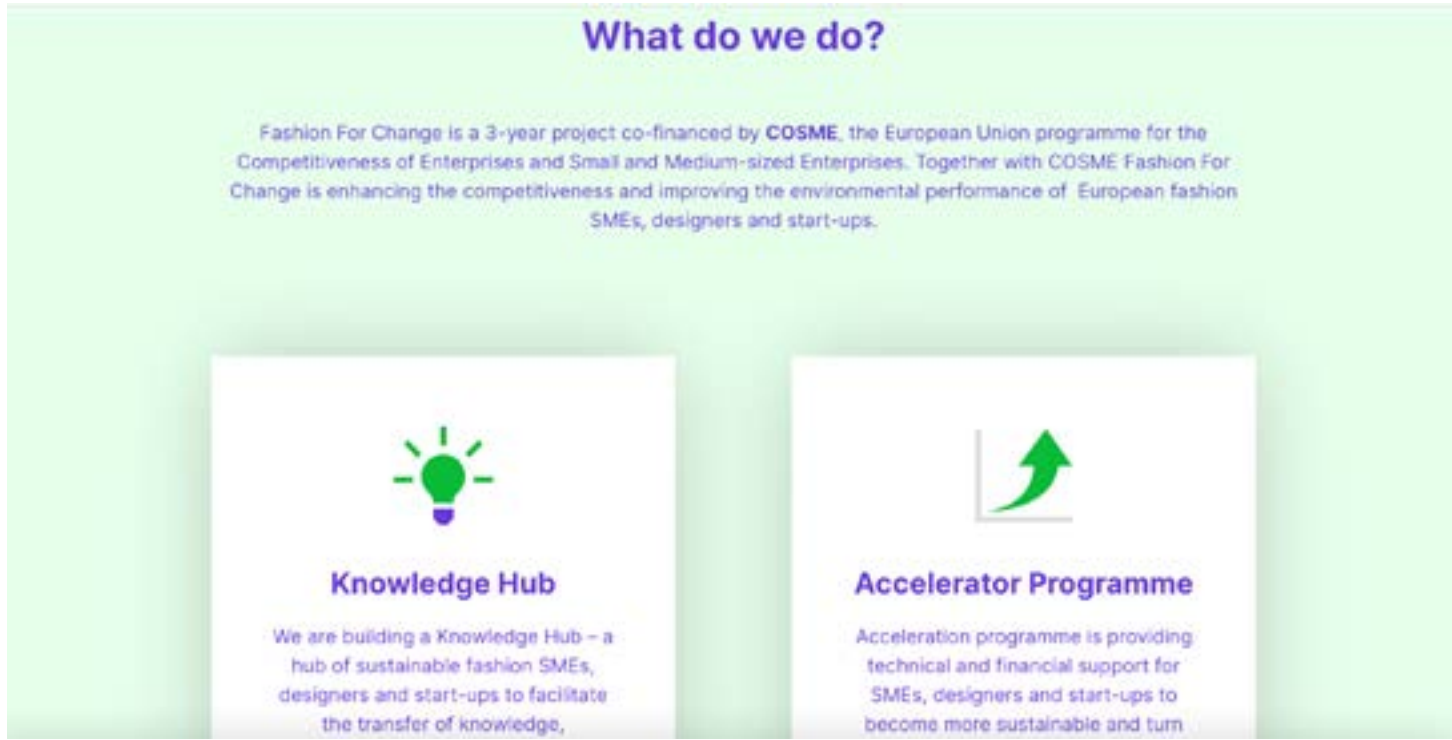 What do we do?
Fashion For Change is a 3-year project co-financed by COSME, the European Union programme for the
Competitiveness of Enterprises and Small and Medium-sized Enterprises. Together with COSME Fashion For
Change is enhancing the competitiveness and improving the environmental performance of European fashion
SMEs, designers and start-ups.
Knowledge Hub
We are building a Knowledge Hub – a
hub of sustainable fashion SMEs,
designers and start-ups to facilitate
the transfer of knowledge,
Accelerator Programme
Acceleration programme is providing
technical and financial support for
SMEs, designers and start-ups to
become more sustainable and turn